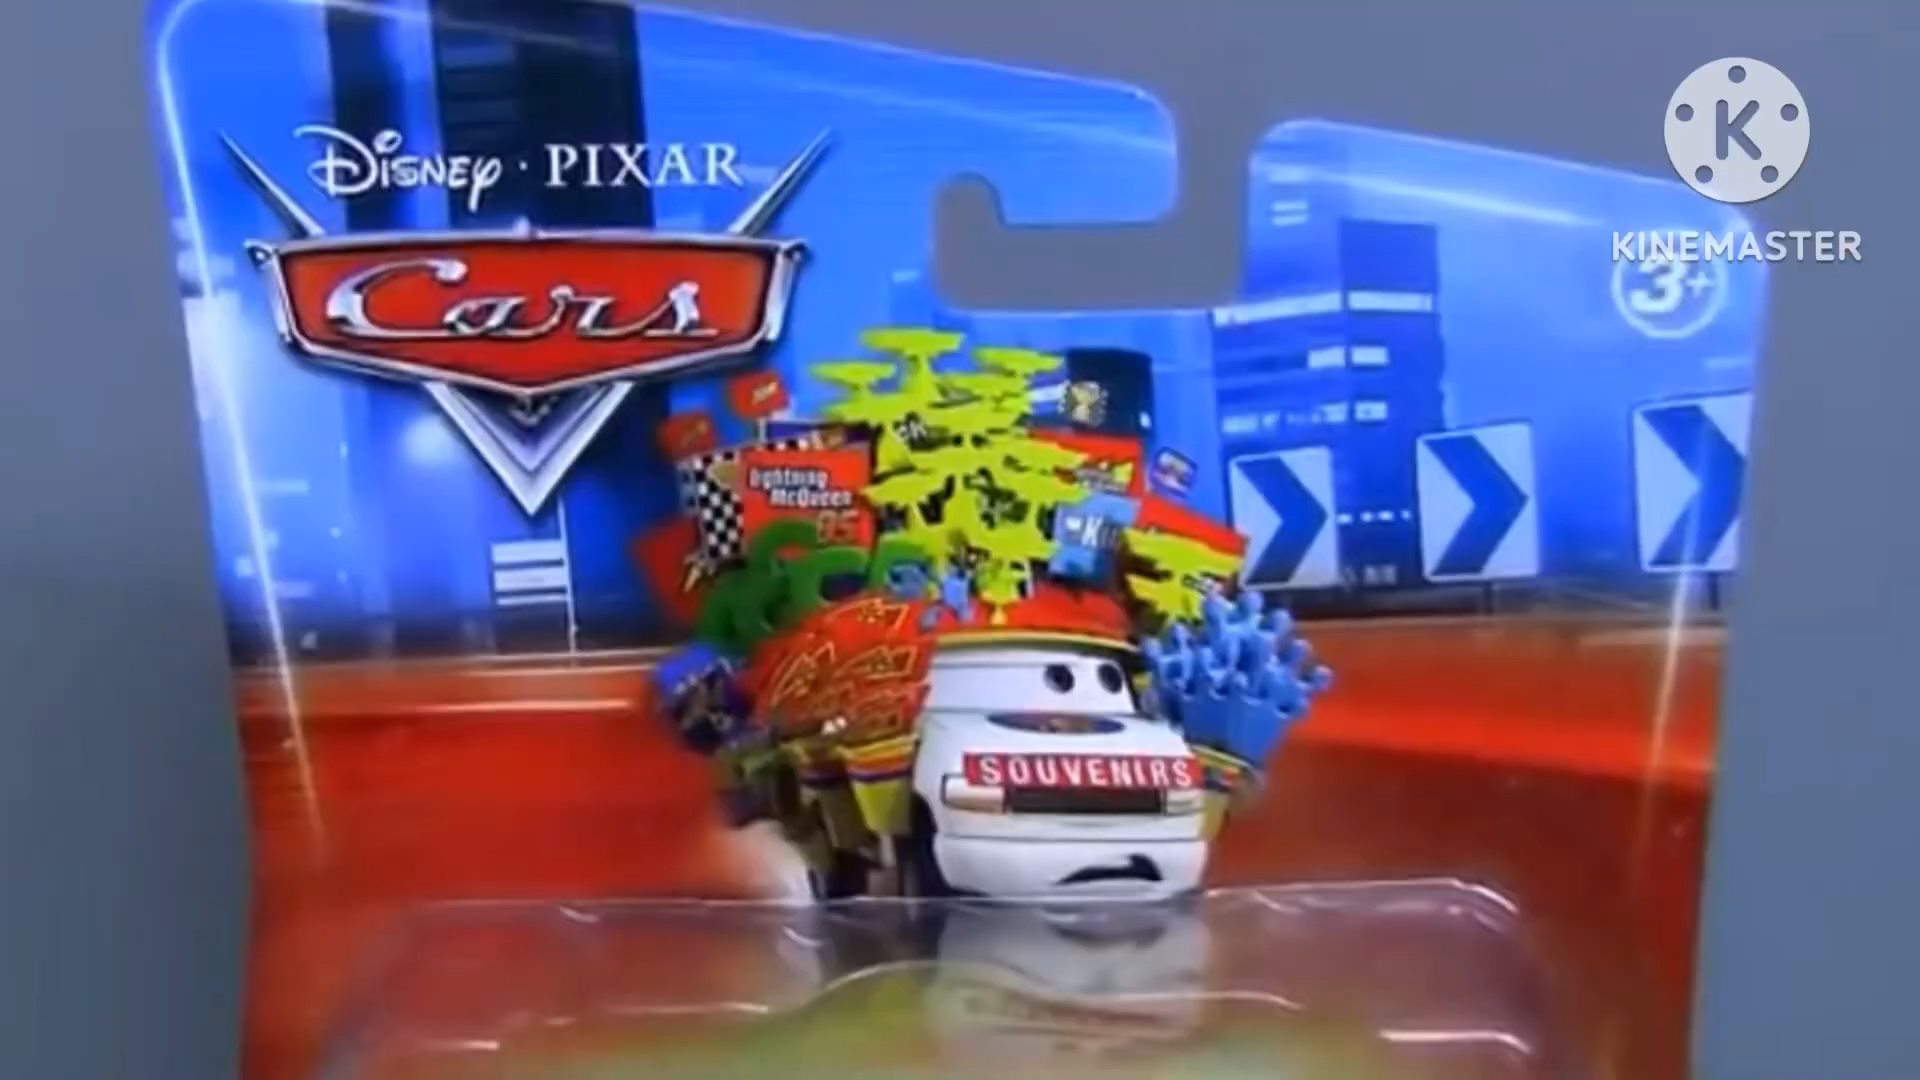 Disney · PIXAR
Cars
KINEMASTER
3+
lightning
McQueen
95
SOUVENIRS